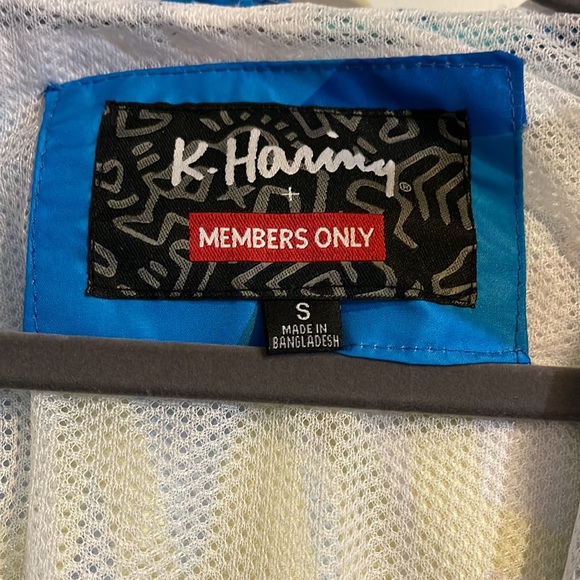 K. Haring
+
MEMBERS ONLY
S
MADE IN
BANGLADESH